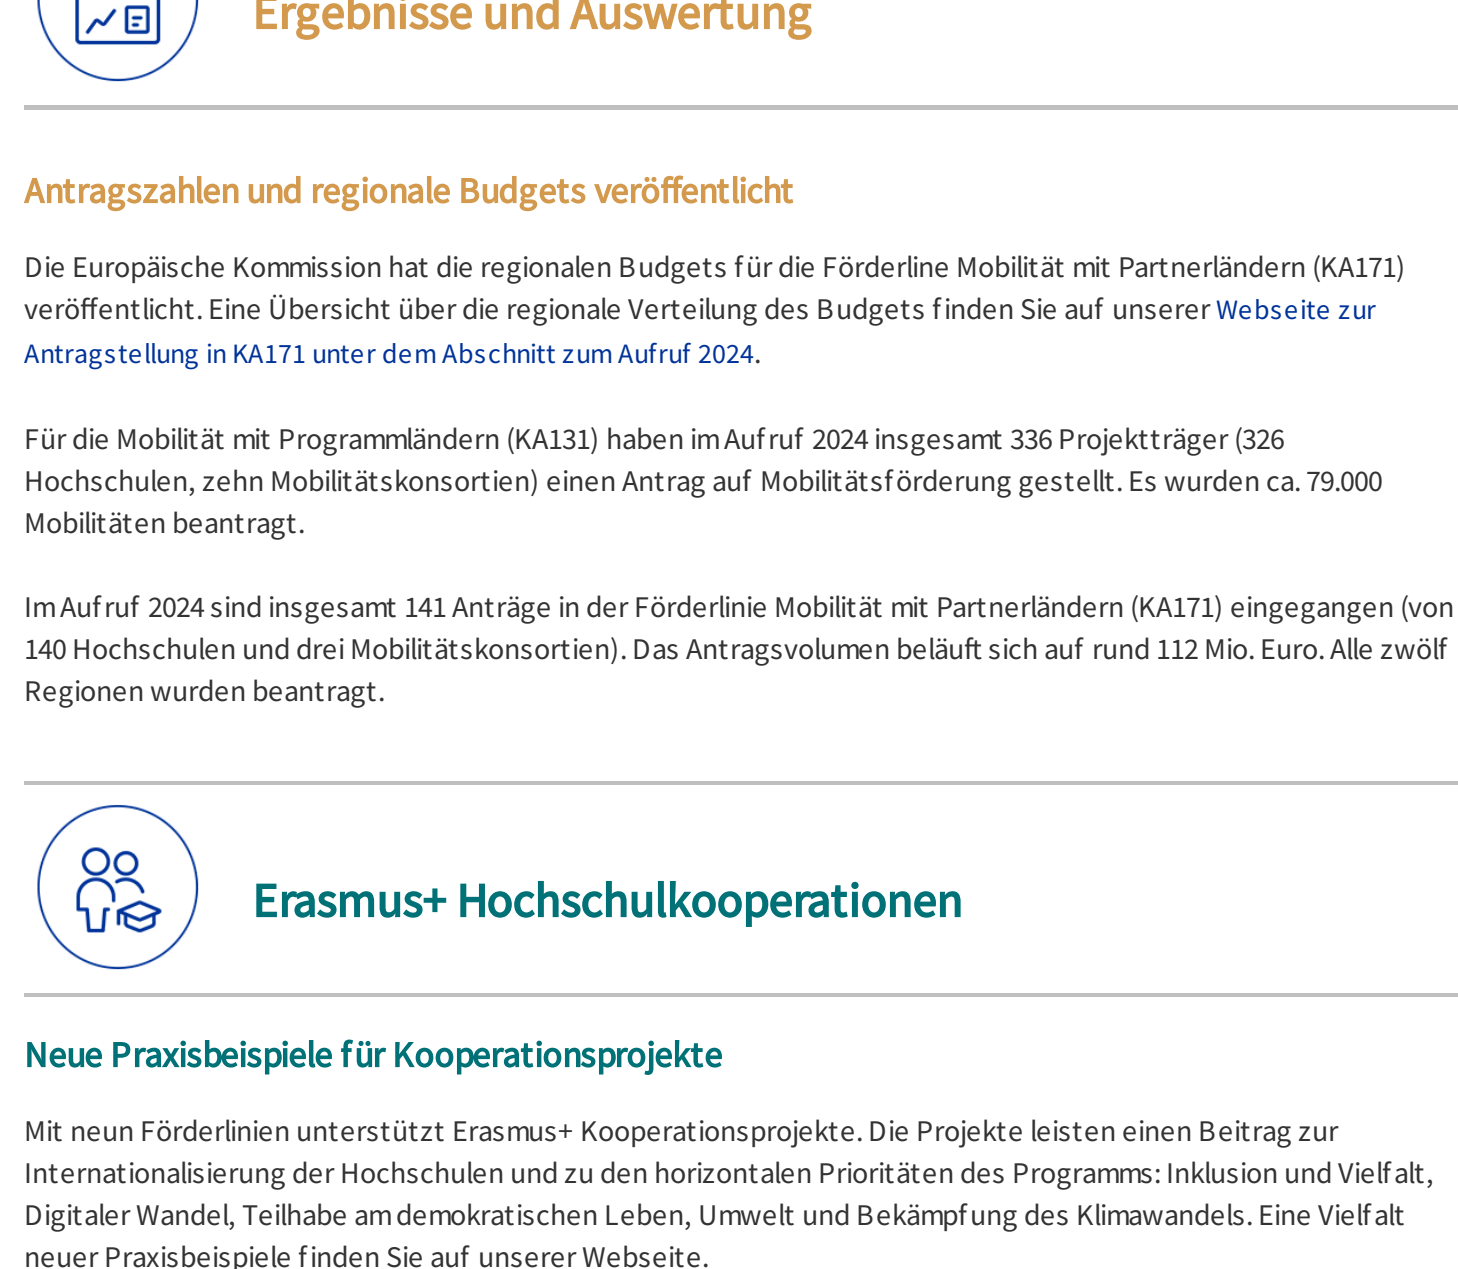 Ergebnisse und Auswertung
Antragszahlen und regionale Budgets veröffentlicht
Die Europäische Kommission hat die regionalen Budgets für die Förderline Mobilität mit Partnerländern (KA171)
veröffentlicht. Eine Übersicht über die regionale Verteilung des Budgets finden Sie auf unserer Webseite zur
Antragstellung in KA171 unter dem Abschnitt zum Aufruf 2024.
Für die Mobilität mit Programmländern (KA131) haben im Aufruf 2024 insgesamt 336 Projektträger (326
Hochschulen, zehn Mobilitätskonsortien) einen Antrag auf Mobilitätsförderung gestellt. Es wurden ca. 79.000
Mobilitäten beantragt.
Im Aufruf 2024 sind insgesamt 141 Anträge in der Förderlinie Mobilität mit Partnerländern (KA171) eingegangen (von
140 Hochschulen und drei Mobilitätskonsortien). Das Antragsvolumen beläuft sich auf rund 112 Mio. Euro. Alle zwölf
Regionen wurden beantragt.
Erasmus+ Hochschulkooperationen
Neue Praxisbeispiele für Kooperationsprojekte
Mit neun Förderlinien unterstützt Erasmus+ Kooperationsprojekte. Die Projekte leisten einen Beitrag zur
Internationalisierung der Hochschulen und zu den horizontalen Prioritäten des Programms: Inklusion und Vielfalt,
Digitaler Wandel, Teilhabe am demokratischen Leben, Umwelt und Bekämpfung des Klimawandels. Eine Vielfalt
neuer Praxisbeispiele finden Sie auf unserer Webseite.